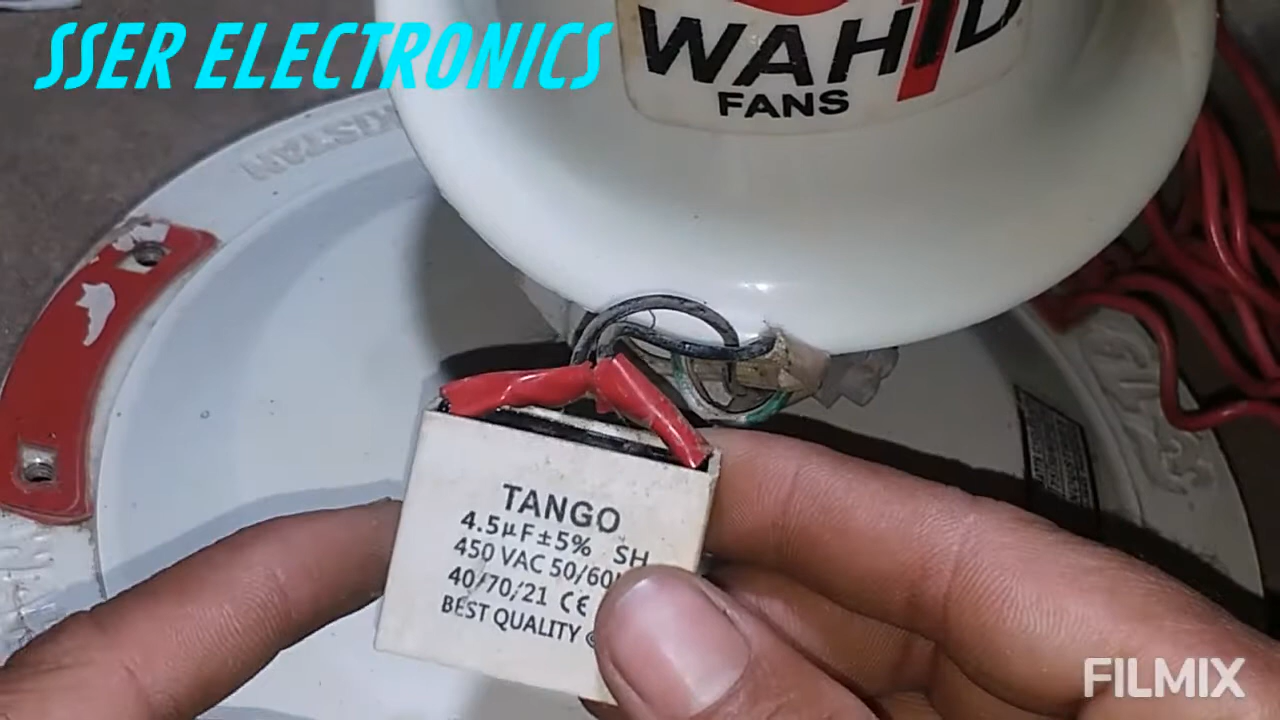 SSER ELECTRONICS
WAHID
FANS
TANGO
4.5µF±5% SH
450 VAC 50/60
40/70/21 CE
BEST QUALITY
FILMIX